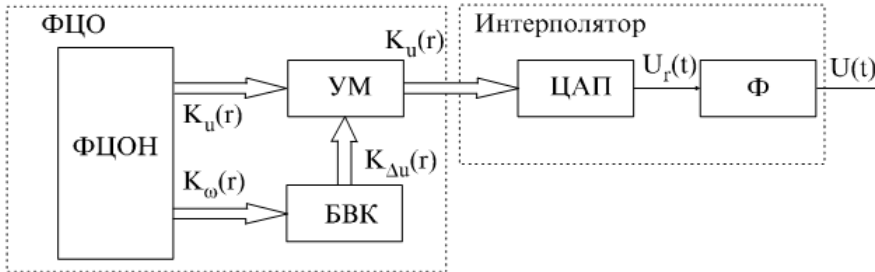 ФЦО
Интерполятор
ФЦОН
K_u(r)
УМ
K_u(r)
ЦАП
U_r(t)
Ф
U(t)
K_ω(r)
БВК
K_Δu(r)